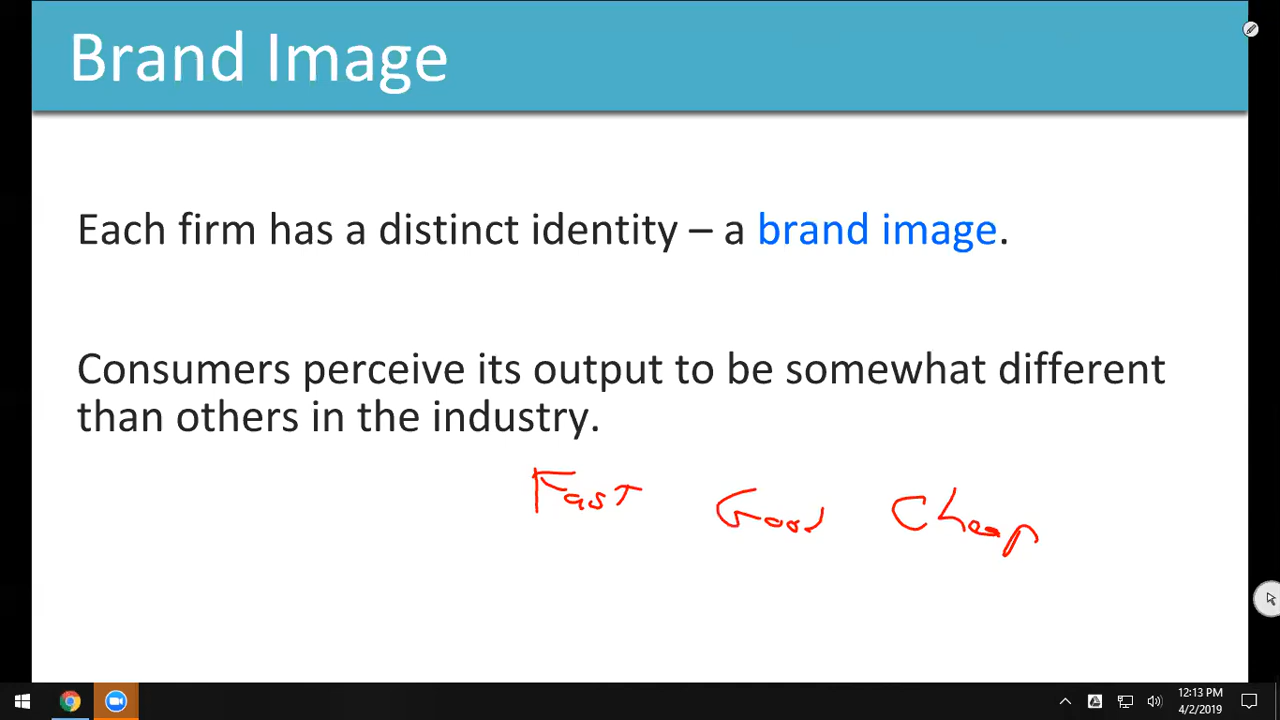 Brand Image
Each firm has a distinct identity – a brand image.
Consumers perceive its output to be somewhat different
than others in the industry.
Fast Good Cheap
12:13 PM
4/2/2019